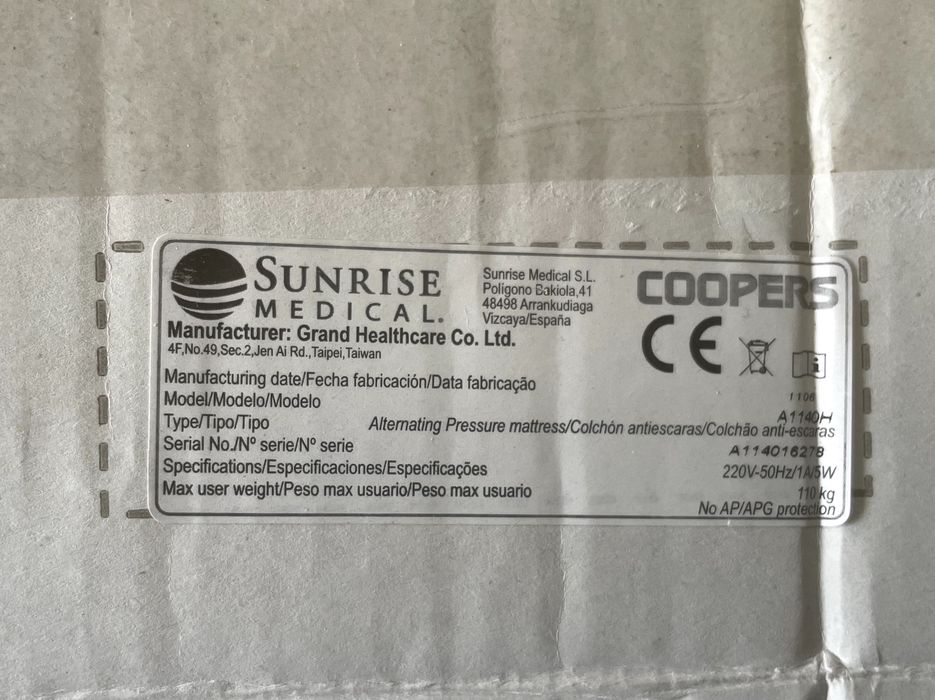 SUNRISE
MEDICAL.
Sunrise Medical S.L.
Poligono Bakiola,41
48498 Arrankudiaga
Vizcaya/España
COOPERS
CE
Manufacturer: Grand Healthcare Co. Ltd.
4F,No.49,Sec.2,Jen Ai Rd.,Taipei,Taiwan
Manufacturing date/Fecha fabricación/Data fabricação 1106
Model/Modelo/Modelo A1140H
Type/Tipo/Tipo Alternating Pressure mattress/Colchón antiescaras/Colchão anti-escaras
Serial No./Nº serie/Nº serie A114016278
Specifications/Especificaciones/Especificações 220V-50Hz/1A/5W
Max user weight/Peso max usuario/Peso max usuario 110 kg
No AP/APG protection